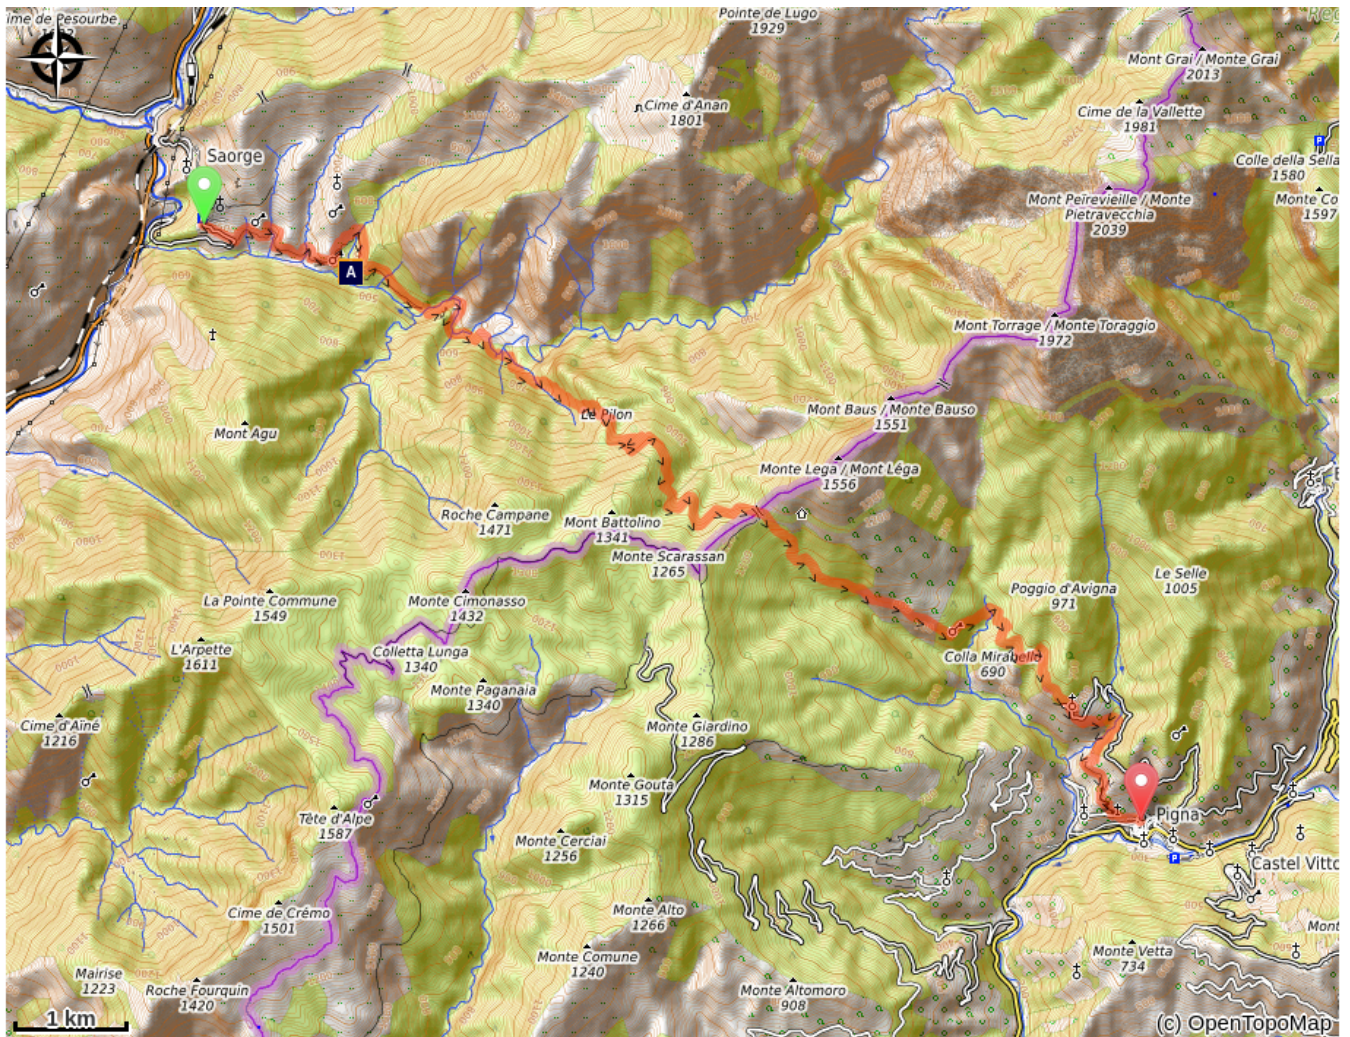 ime de Pesourbe
Pointe de Lugo
1929
Mont Grai / Monte Grai
2013
Cime d'Anan
1801
Cime de la Vallette
1981
Saorge
Colle della Sella
1580
Mont Peirevieille / Monte
Pietravecchia
2039
Monte Co
1597
A
Mont Torrage / Monte Toraggio
1972
Le Pilon
Mont Baus / Monte Bauso
1551
Mont Agu
Monte Lega / Mont Léga
1556
Roche Campane
1471
Mont Battolino
1341
Monte Scarassan
1265
Le Selle
1005
Poggio d'Avigna
971
La Pointe Commune
1549
Monte Cimonasso
1432
L'Arpette
1611
Colletta Lunga
1340
Colla Mirabello
690
Monte Paganaia
1340
Cime d'Aïné
1216
Monte Giardino
1286
Monte Gouta
1315
Tête d'Alpe
1587
Pigna
Monte Cerciai
1256
Castel Vitto
Cime de Crémo
1501
Monte Alto
1266
Mont
Monte Vetta
734
Monte Comune
1240
Mairise
1223
Roche Fourquin
1420
Monte Altomoro
908
1 km
(c) OpenTopoMap